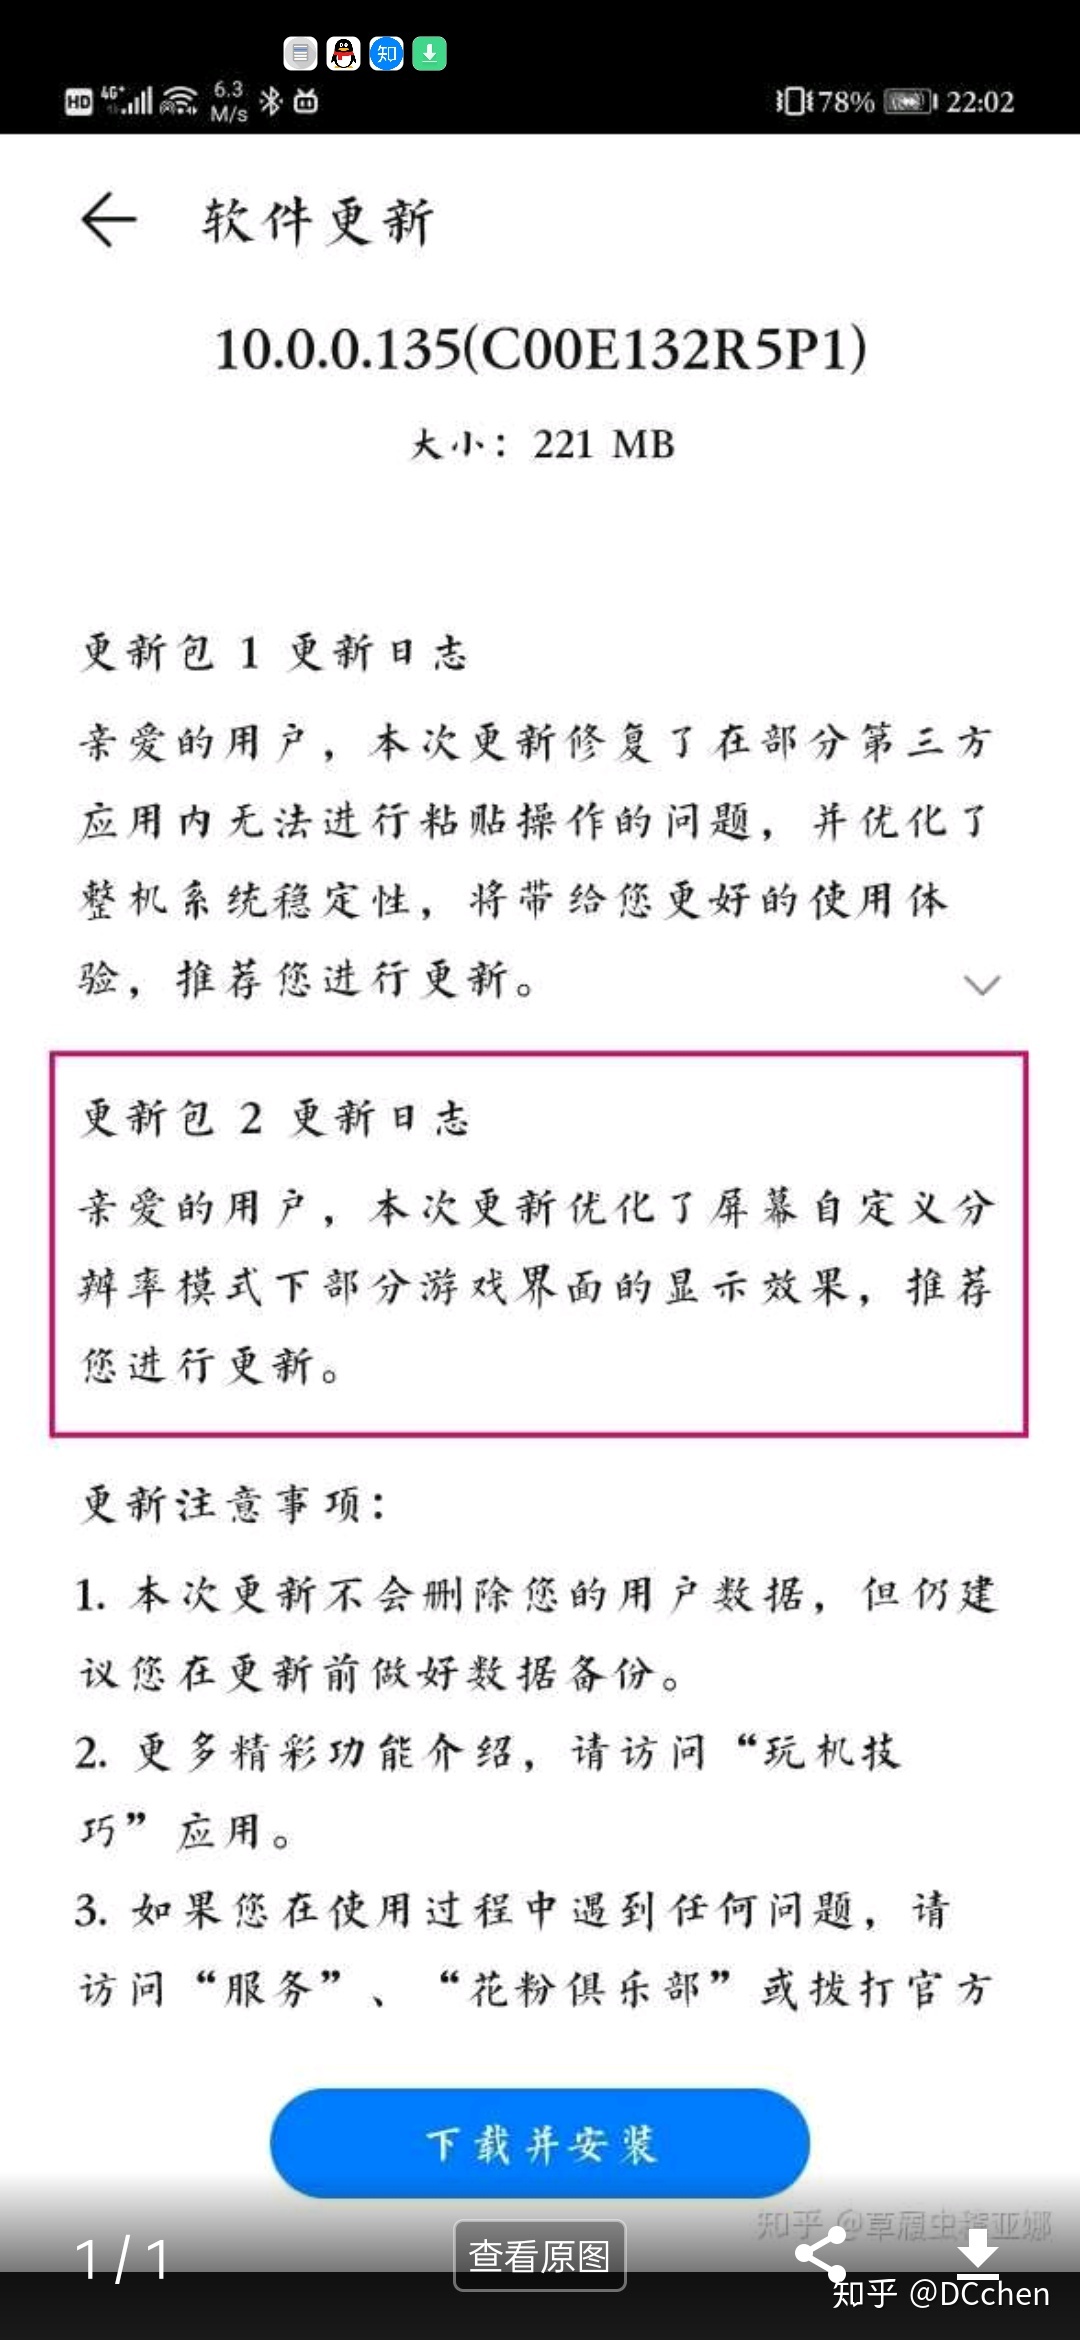 知
HD 4G+ 6.3 M/s 78% 22:02
软件更新
10.0.0.135(C00E132R5P1)
大小：221 MB
更新包 1 更新日志
亲爱的用户，本次更新修复了在部分第三方
应用内无法进行粘贴操作的问题，并优化了
整机系统稳定性，将带给您更好的使用体
验，推荐您进行更新。
更新包 2 更新日志
亲爱的用户，本次更新优化了屏幕自定义分
辨率模式下部分游戏界面的显示效果，推荐
您进行更新。
更新注意事项：
1. 本次更新不会删除您的用户数据，但仍建
议您在更新前做好数据备份。
2. 更多精彩功能介绍，请访问“玩机技
巧”应用。
3. 如果您在使用过程中遇到任何问题，请
访问“服务”、“花粉俱乐部”或拨打官方
下载并安装
知乎 @草履虫
亚娜
1/1
查看原图
知乎 @DCchen